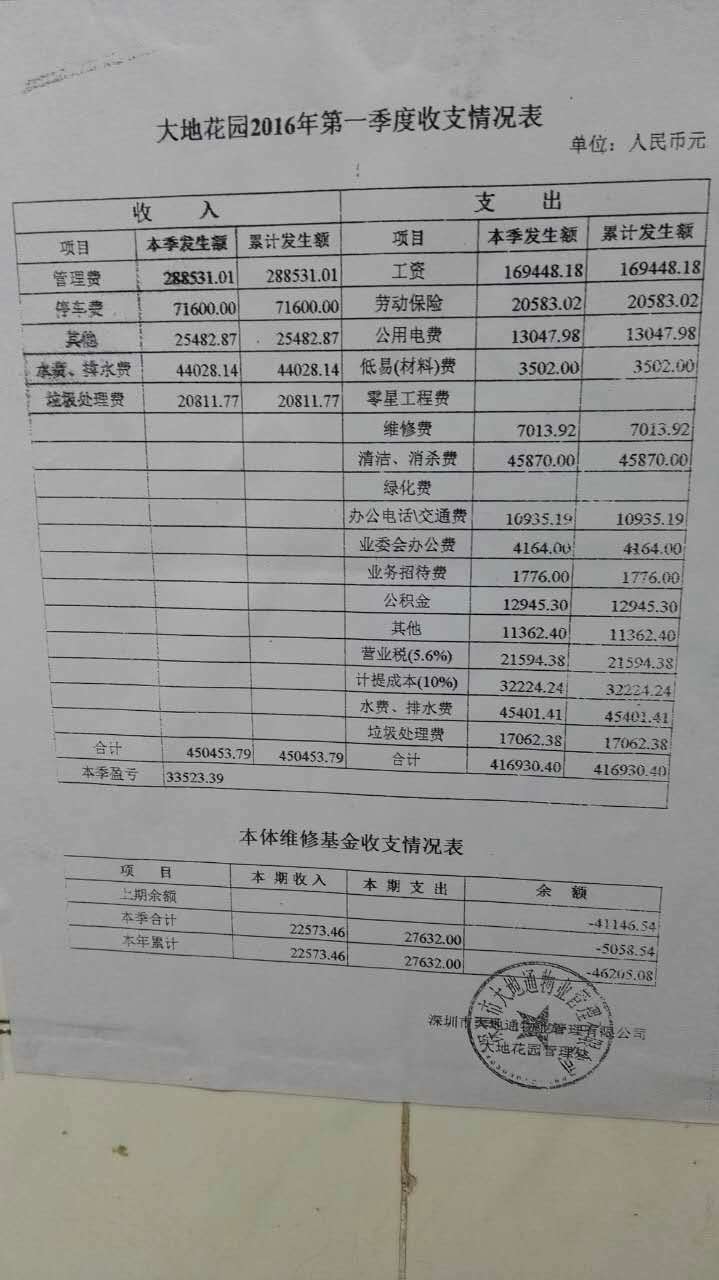 大地花园2016年第一季度收支情况表
单位：人民币元
收 入 支 出
项目 本季发生额 累计发生额 项目 本季发生额 累计发生额
管理费 288531.01 288531.01 工资 169448.18 169448.18
停车费 71600.00 71600.00 劳动保险 20583.02 20583.02
其他 25482.87 25482.87 公用电费 13047.98 13047.98
水费、排水费 44028.14 44028.14 低易(材料)费 3502.00 3502.00
垃圾处理费 20811.77 20811.77 零星工程费
维修费 7013.92 7013.92
清洁、消杀费 45870.00 45870.00
绿化费
办公电话\交通费 10935.19 10935.19
业委会办公费 4164.00 4164.00
业务招待费 1776.00 1776.00
公积金 12945.30 12945.30
其他 11362.40 11362.40
营业税(5.6%) 21594.38 21594.38
计提成本(10%) 32224.24 32224.24
水费、排水费 45401.41 45401.41
垃圾处理费 17062.38 17062.38
合计 450453.79 450453.79 合计 416930.40 416930.40
本季盈亏 33523.39
本体维修基金收支情况表
项 目 本 期 收 入 本 期 支 出 余 额
上期余额 -41146.54
本季合计 22573.46 27632.00 -5058.54
本年累计 22573.46 27632.00 -46205.08
深圳市大地通物业管理有限公司
大地花园管理处